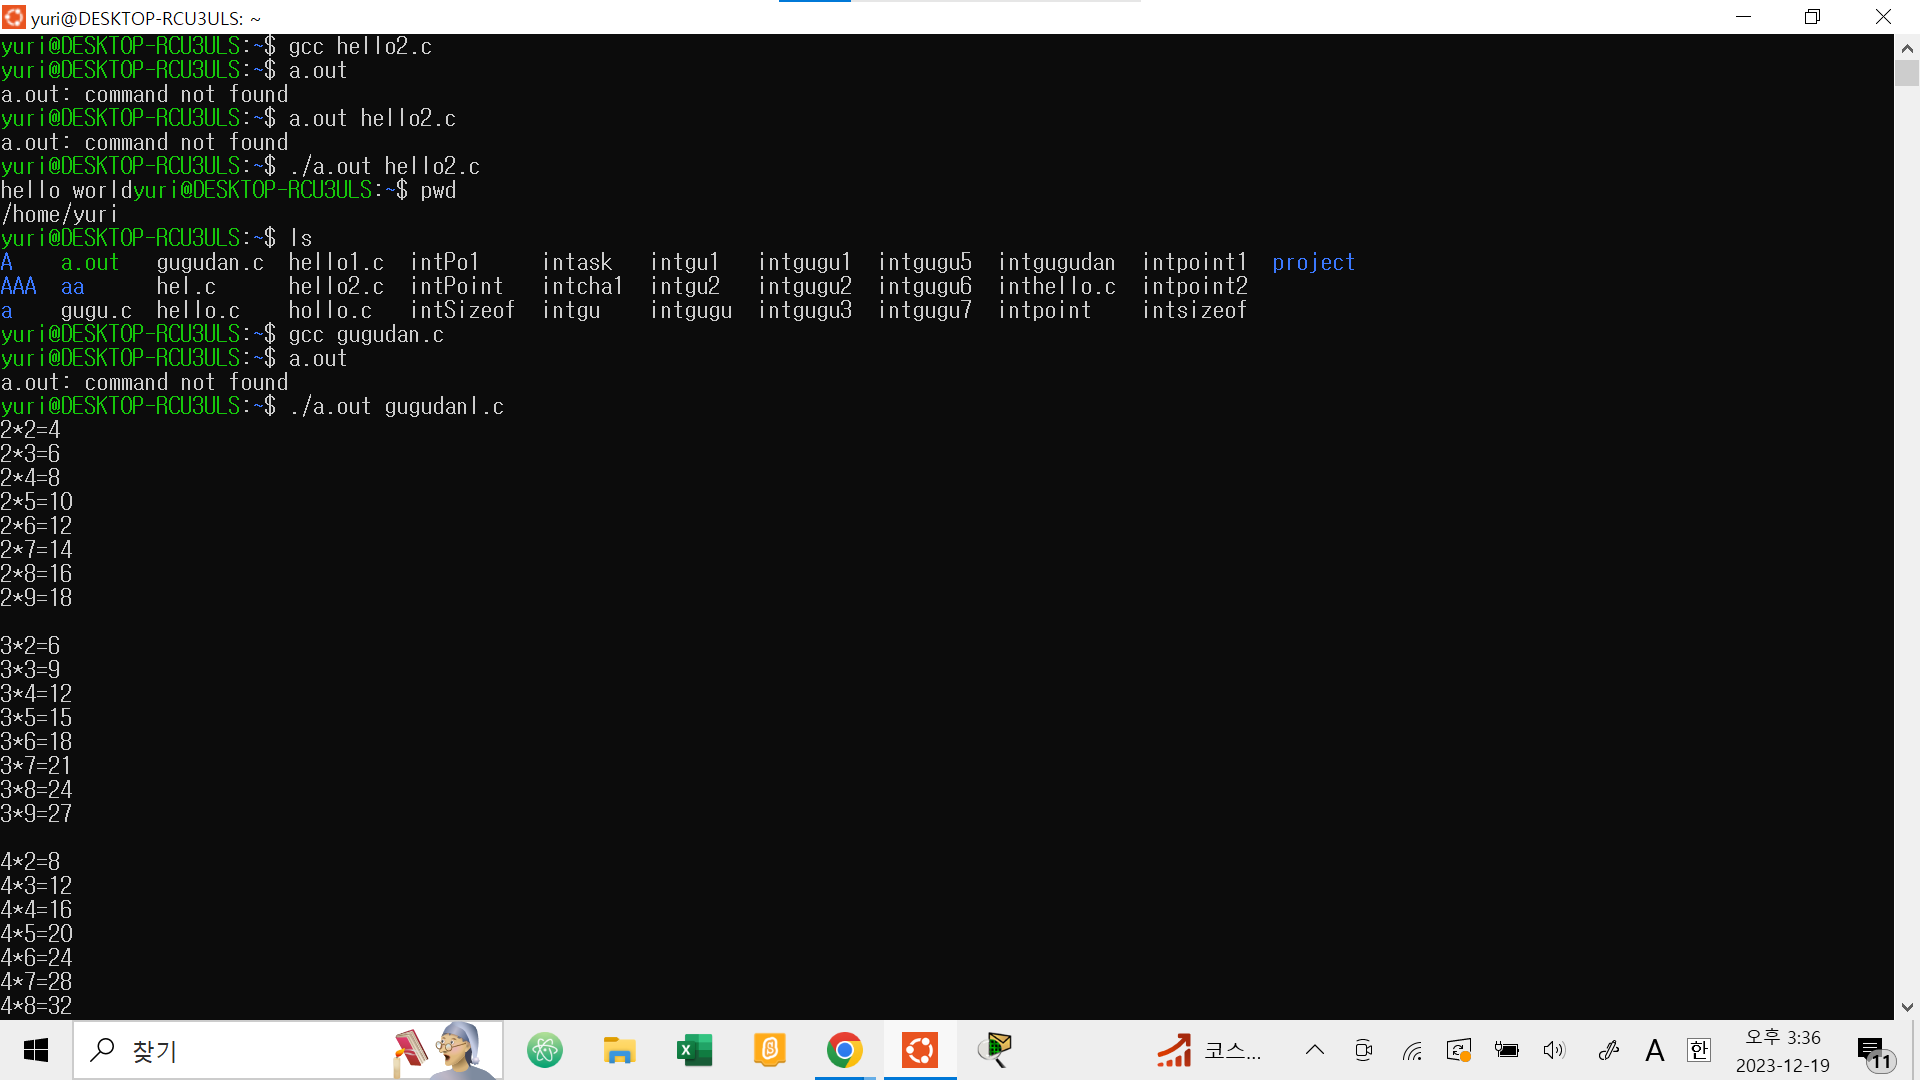 yuri@DESKTOP-RCU3ULS: ~
yuri@DESKTOP-RCU3ULS:~$ gcc hello2.c
yuri@DESKTOP-RCU3ULS:~$ a.out
a.out: command not found
yuri@DESKTOP-RCU3ULS:~$ a.out hello2.c
a.out: command not found
yuri@DESKTOP-RCU3ULS:~$ ./a.out hello2.c
hello worldyuri@DESKTOP-RCU3ULS:~$ pwd
/home/yuri
yuri@DESKTOP-RCU3ULS:~$ ls
A a.out gugudan.c hello1.c intPo1 intask intgu1 intgugu1 intgugu5 intgugudan intpoint1 project
AAA aa hel.c hello2.c intPoint intcha1 intgu2 intgugu2 intgugu6 inthello.c intpoint2
a gugu.c hello.c hollo.c intSizeof intgu intgugu intgugu3 intgugu7 intpoint intsizeof
yuri@DESKTOP-RCU3ULS:~$ gcc gugudan.c
yuri@DESKTOP-RCU3ULS:~$ a.out
a.out: command not found
yuri@DESKTOP-RCU3ULS:~$ ./a.out gugudanl.c
2*2=4
2*3=6
2*4=8
2*5=10
2*6=12
2*7=14
2*8=16
2*9=18
3*2=6
3*3=9
3*4=12
3*5=15
3*6=18
3*7=21
3*8=24
3*9=27
4*2=8
4*3=12
4*4=16
4*5=20
4*6=24
4*7=28
4*8=32
찾기
코스...
A
한
오후 3:36
2023-12-19
11